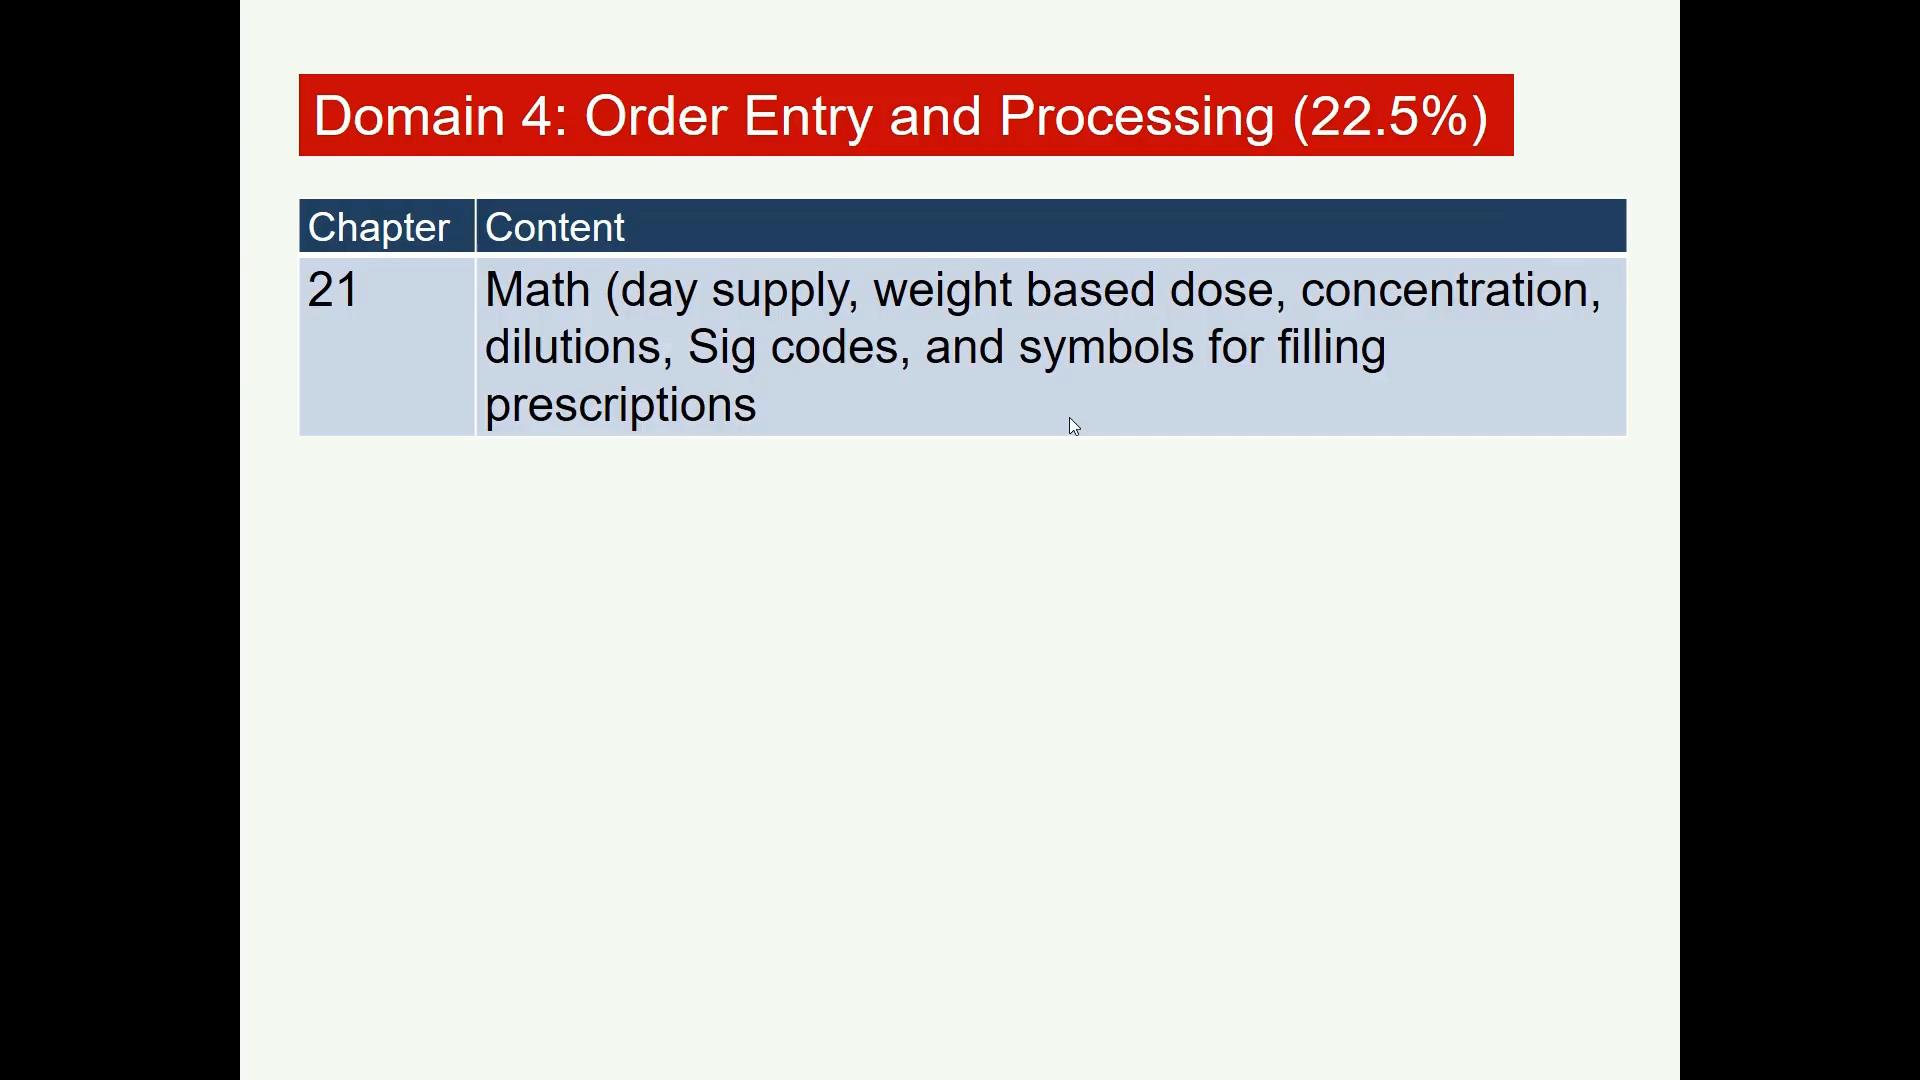 Domain 4: Order Entry and Processing (22.5%)
Chapter
Content
21
Math (day supply, weight based dose, concentration,
dilutions, Sig codes, and symbols for filling
prescriptions